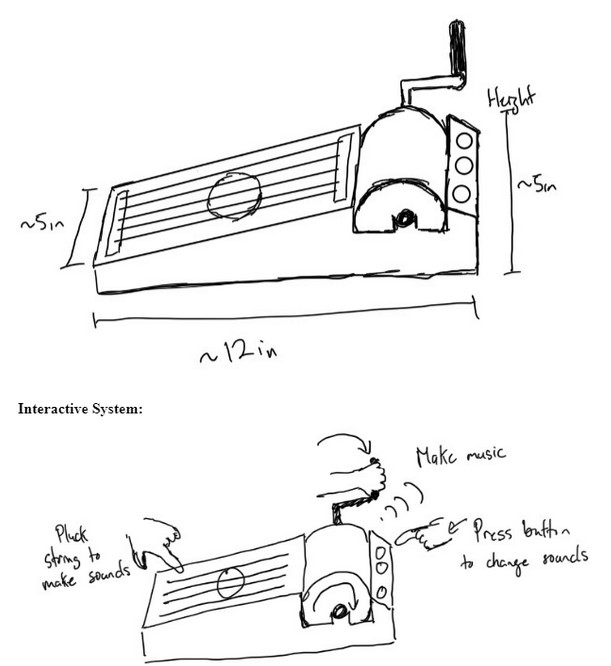 Height
~5in
~5in
~12in
Interactive System:
Make music
Pluck
string to
make sounds
Press button
to change sounds